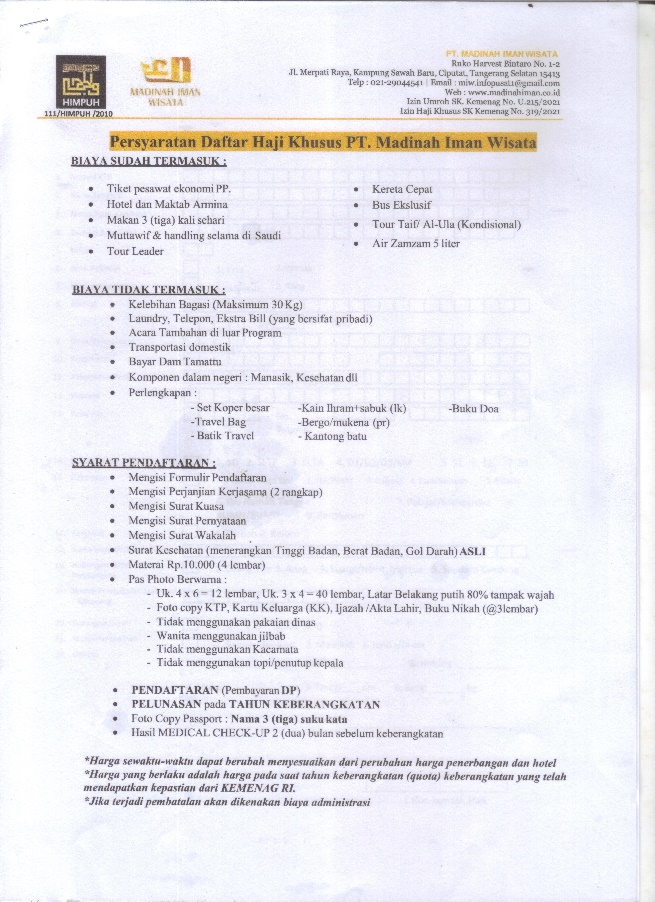 PT. MADINAH IMAN WISATA
Ruko Harvest Bintaro No. 1-2
Jl. Merpati Raya, Kampung Sawah Baru, Ciputat, Tangerang Selatan 15413
Telp : 021-29044541 | Email : miw.infopusat1@gmail.com
Web : www.madinahiman.co.id
Izin Umroh SK. Kemenag No. U.215/2021
Izin Haji Khusus SK Kemenag No. 319/2021
HIMPUH
111/HIMPUH /2010
MADINAH IMAN
WISATA
Persyaratan Daftar Haji Khusus PT. Madinah Iman Wisata
BIAYA SUDAH TERMASUK :
• Tiket pesawat ekonomi PP.
• Hotel dan Maktab Armina
• Makan 3 (tiga) kali sehari
• Muttawif & handling selama di Saudi
• Tour Leader
• Kereta Cepat
• Bus Ekslusif
• Tour Taif/ Al-Ula (Kondisional)
• Air Zamzam 5 liter
BIAYA TIDAK TERMASUK :
• Kelebihan Bagasi (Maksimum 30 Kg)
• Laundry, Telepon, Ekstra Bill (yang bersifat pribadi)
• Acara Tambahan di luar Program
• Transportasi domestik
• Bayar Dam Tamattu
• Komponen dalam negeri : Manasik, Kesehatan dll
• Perlengkapan :
- Set Koper besar -Kain Ihram+sabuk (lk) -Buku Doa
-Travel Bag -Bergo/mukena (pr)
- Batik Travel - Kantong batu
SYARAT PENDAFTARAN :
• Mengisi Formulir Pendaftaran
• Mengisi Perjanjian Kerjasama (2 rangkap)
• Mengisi Surat Kuasa
• Mengisi Surat Pernyataan
• Mengisi Surat Wakalah
• Surat Kesehatan (menerangkan Tinggi Badan, Berat Badan, Gol Darah) ASLI
• Materai Rp.10.000 (4 lembar)
• Pas Photo Berwarna :
- Uk. 4 x 6 = 12 lembar, Uk. 3 x 4 = 40 lembar, Latar Belakang putih 80% tampak wajah
- Foto copy KTP, Kartu Keluarga (KK), Ijazah /Akta Lahir, Buku Nikah (@3lembar)
- Tidak menggunakan pakaian dinas
- Wanita menggunakan jilbab
- Tidak menggunakan Kacamata
- Tidak menggunakan topi/penutup kepala
• PENDAFTARAN (Pembayaran DP)
• PELUNASAN pada TAHUN KEBERANGKATAN
• Foto Copy Passport : Nama 3 (tiga) suku kata
• Hasil MEDICAL CHECK-UP 2 (dua) bulan sebelum keberangkatan
*Harga sewaktu-waktu dapat berubah menyesuaikan dari perubahan harga penerbangan dan hotel
*Harga yang berlaku adalah harga pada saat tahun keberangkatan (quota) keberangkatan yang telah
mendapatkan kepastian dari KEMENAG RI.
*Jika terjadi pembatalan akan dikenakan biaya administrasi